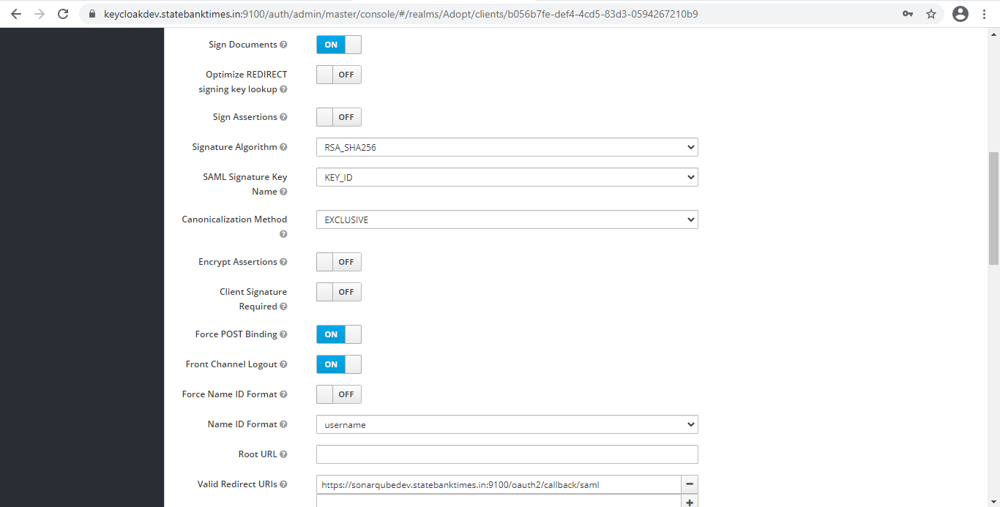 keycloakdev.statebanktimes.in:9100/auth/admin/master/console/#/realms/Adopt/clients/b056b7fe-def4-4cd5-83d3-0594267210b9
Sign Documents ON
Optimize REDIRECT OFF
signing key lookup
Sign Assertions OFF
Signature Algorithm RSA_SHA256
SAML Signature Key KEY_ID
Name
Canonicalization Method EXCLUSIVE
Encrypt Assertions OFF
Client Signature OFF
Required
Force POST Binding ON
Front Channel Logout ON
Force Name ID Format OFF
Name ID Format username
Root URL
Valid Redirect URIs https://sonarqubedev.statebanktimes.in:9100/oauth2/callback/saml